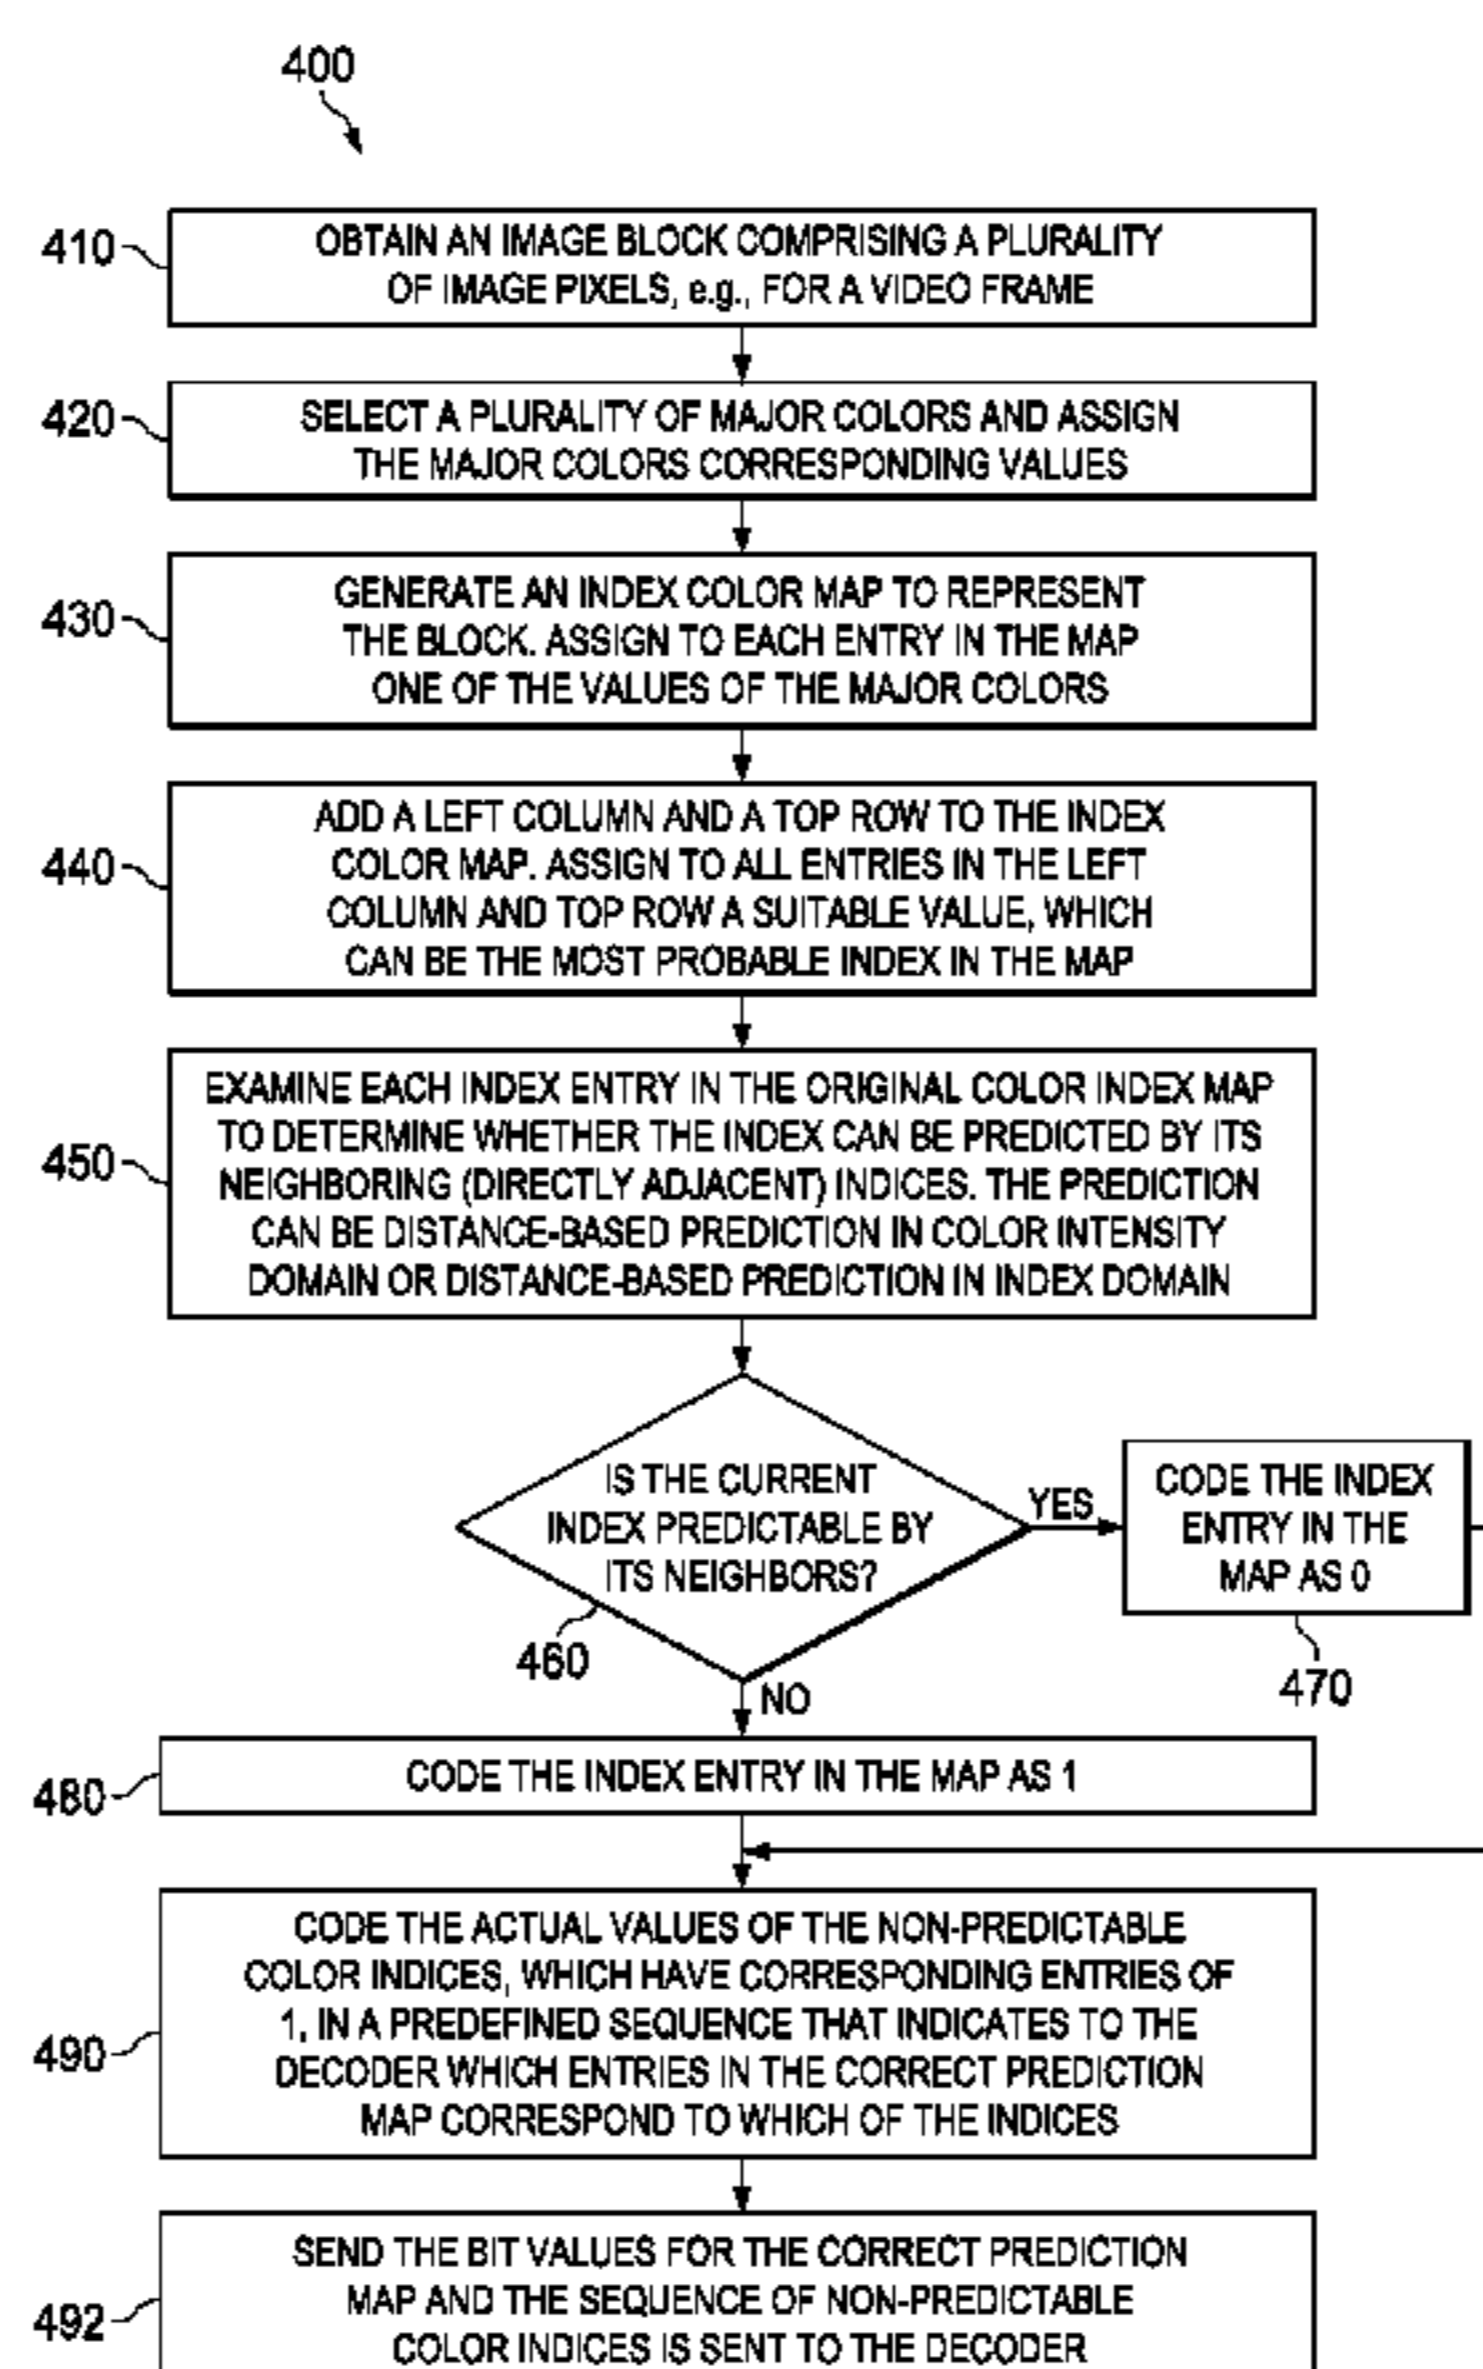 400
410
OBTAIN AN IMAGE BLOCK COMPRISING A PLURALITY
OF IMAGE PIXELS, e.g., FOR A VIDEO FRAME
420
SELECT A PLURALITY OF MAJOR COLORS AND ASSIGN
THE MAJOR COLORS CORRESPONDING VALUES
430
GENERATE AN INDEX COLOR MAP TO REPRESENT
THE BLOCK. ASSIGN TO EACH ENTRY IN THE MAP
ONE OF THE VALUES OF THE MAJOR COLORS
440
ADD A LEFT COLUMN AND A TOP ROW TO THE INDEX
COLOR MAP. ASSIGN TO ALL ENTRIES IN THE LEFT
COLUMN AND TOP ROW A SUITABLE VALUE, WHICH
CAN BE THE MOST PROBABLE INDEX IN THE MAP
450
EXAMINE EACH INDEX ENTRY IN THE ORIGINAL COLOR INDEX MAP
TO DETERMINE WHETHER THE INDEX CAN BE PREDICTED BY ITS
NEIGHBORING (DIRECTLY ADJACENT) INDICES. THE PREDICTION
CAN BE DISTANCE-BASED PREDICTION IN COLOR INTENSITY
DOMAIN OR DISTANCE-BASED PREDICTION IN INDEX DOMAIN
IS THE CURRENT
INDEX PREDICTABLE BY
ITS NEIGHBORS?
460
YES
CODE THE INDEX
ENTRY IN THE
MAP AS 0
470
NO
480
CODE THE INDEX ENTRY IN THE MAP AS 1
490
CODE THE ACTUAL VALUES OF THE NON-PREDICTABLE
COLOR INDICES, WHICH HAVE CORRESPONDING ENTRIES OF
1, IN A PREDEFINED SEQUENCE THAT INDICATES TO THE
DECODER WHICH ENTRIES IN THE CORRECT PREDICTION
MAP CORRESPOND TO WHICH OF THE INDICES
492
SEND THE BIT VALUES FOR THE CORRECT PREDICTION
MAP AND THE SEQUENCE OF NON-PREDICTABLE
COLOR INDICES IS SENT TO THE DECODER